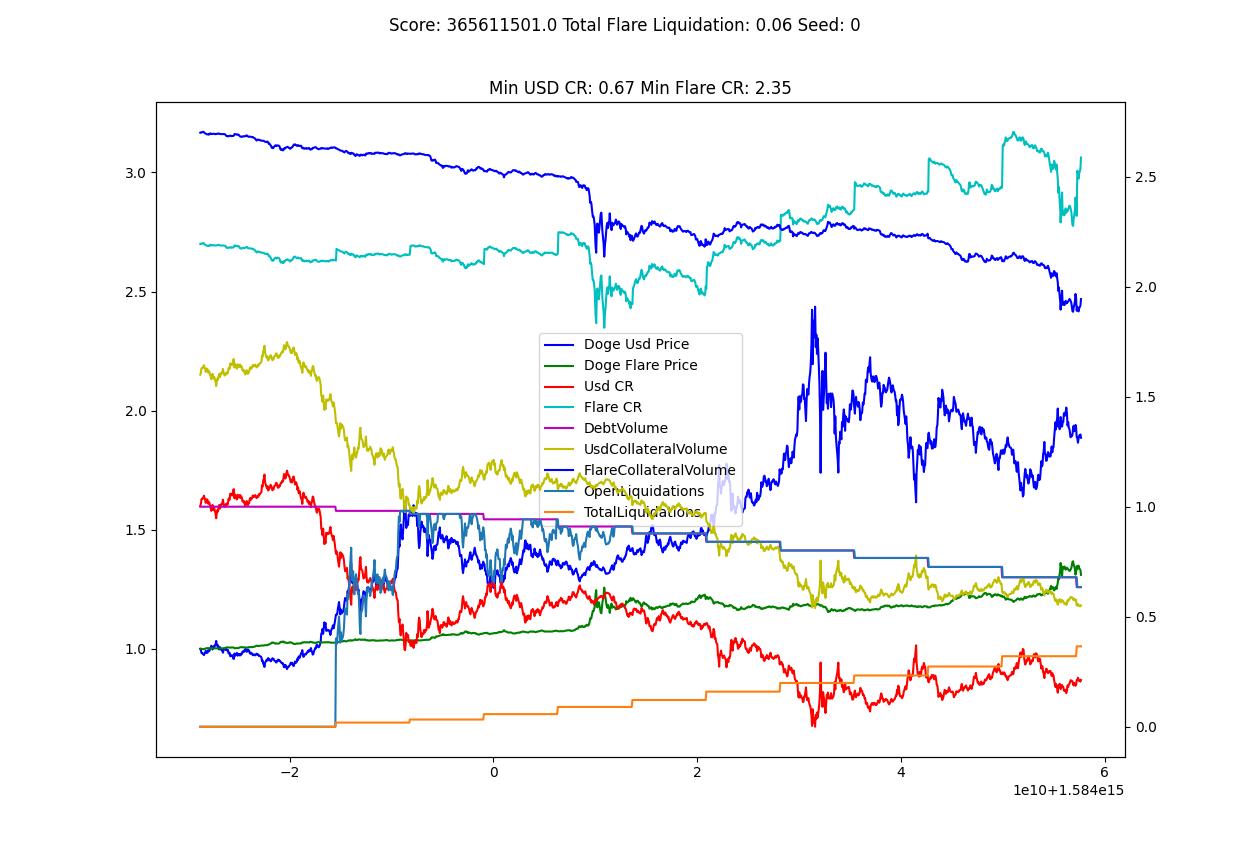 Score: 365611501.0 Total Flare Liquidation: 0.06 Seed: 0
Min USD CR: 0.67 Min Flare CR: 2.35
3.0
2.5
2.0
1.5
1.0
2.5
2.0
1.5
1.0
0.5
0.0
Doge Usd Price
Doge Flare Price
Usd CR
Flare CR
DebtVolume
UsdCollateralVolume
FlareCollateralVolume
OpenLiquidations
TotalLiquidations
−2 0 2 4 6
1e10+1.584e15